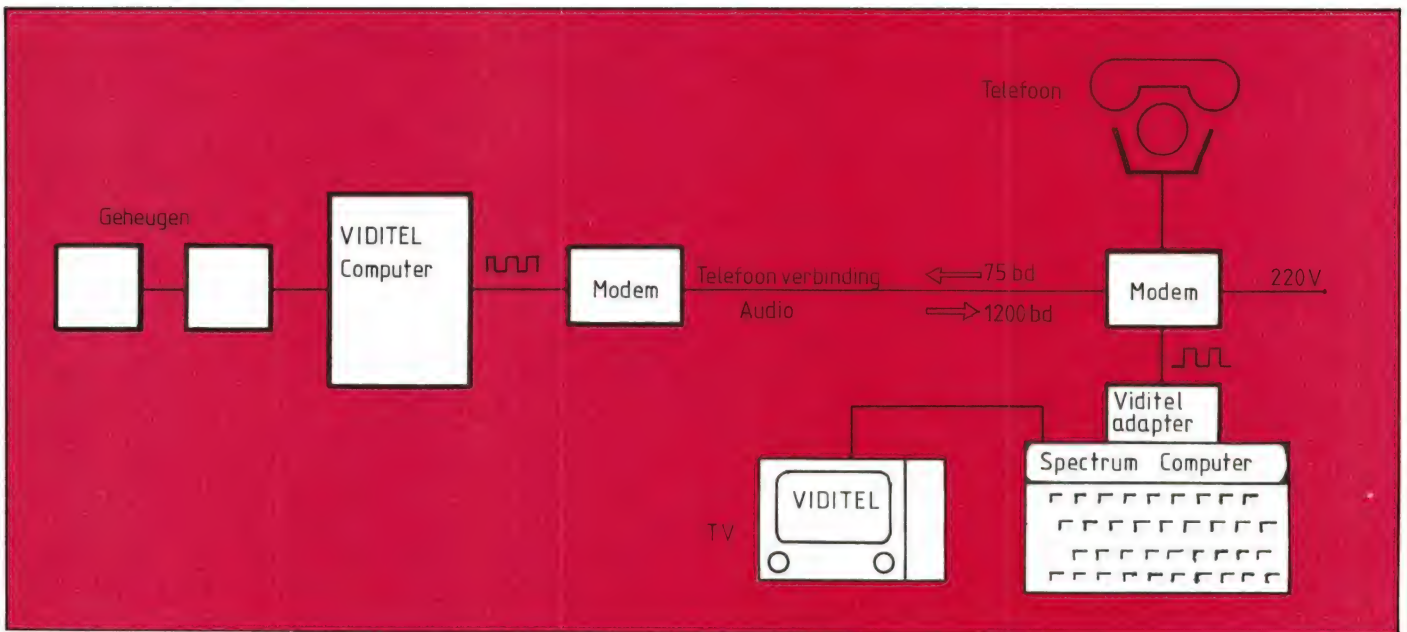 Telefoon
Geheugen
VIDITEL
Computer
Modem
Telefoon verbinding
75 bd
Audio
1200 bd
Modem
220V
Viditel
adapter
Spectrum Computer
VIDITEL
TV